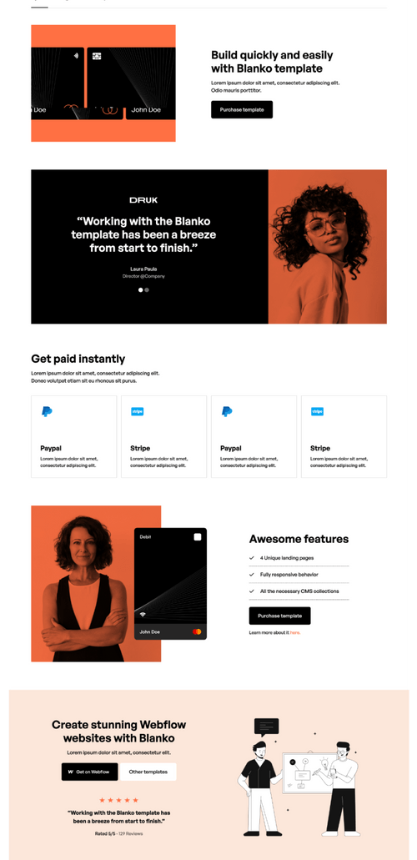 Build quickly and easily
with Blanko template
Lorem ipsum dolor sit amet, consectetur adipiscing elit.
Odio mauris porttitor.
Purchase template
Doe
John Doe
DRUK
“Working with the Blanko
template has been a breeze
from start to finish.”
Laura Paula
Director @Company
Get paid instantly
Lorem ipsum dolor sit amet, consectetur adipiscing elit.
Donec volutpat etiam sit eu rhoncus sit purus.
stripe
stripe
Paypal
Stripe
Paypal
Stripe
Lorem ipsum dolor sit amet,
consectetur adipiscing elit.
Lorem ipsum dolor sit amet,
consectetur adipiscing elit.
Lorem ipsum dolor sit amet,
consectetur adipiscing elit.
Lorem ipsum dolor sit amet,
consectetur adipiscing elit.
Debit
John Doe
Awesome features
4 Unique landing pages
Fully responsive behavior
All the necessary CMS collections
Purchase template
Learn more about it here.
Create stunning Webflow
websites with Blanko
Lorem ipsum dolor sit amet, consetetur elit.
Get on Webflow
Other templates
“Working with the Blanko template has
been a breeze from start to finish.”
Rated 5/5 - 129 Reviews